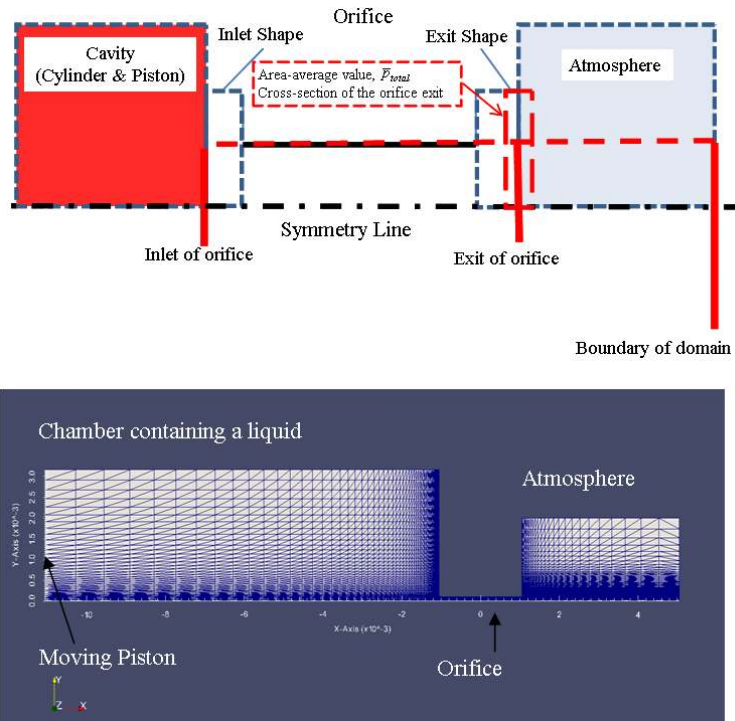 Orifice
Inlet Shape
Exit Shape
Cavity
(Cylinder & Piston)
Area-average value, P̅total
Cross-section of the orifice exit
Atmosphere
Symmetry Line
Inlet of orifice
Exit of orifice
Boundary of domain
Chamber containing a liquid
Atmosphere
Y-Axis (x10^-3)
3.0
2.5
2.0
1.5
1.0
0.5
0.0
-10 -8 -6 -4 -2 0 2 4
X-Axis (x10^-3)
Moving Piston
Orifice
Y
Z X